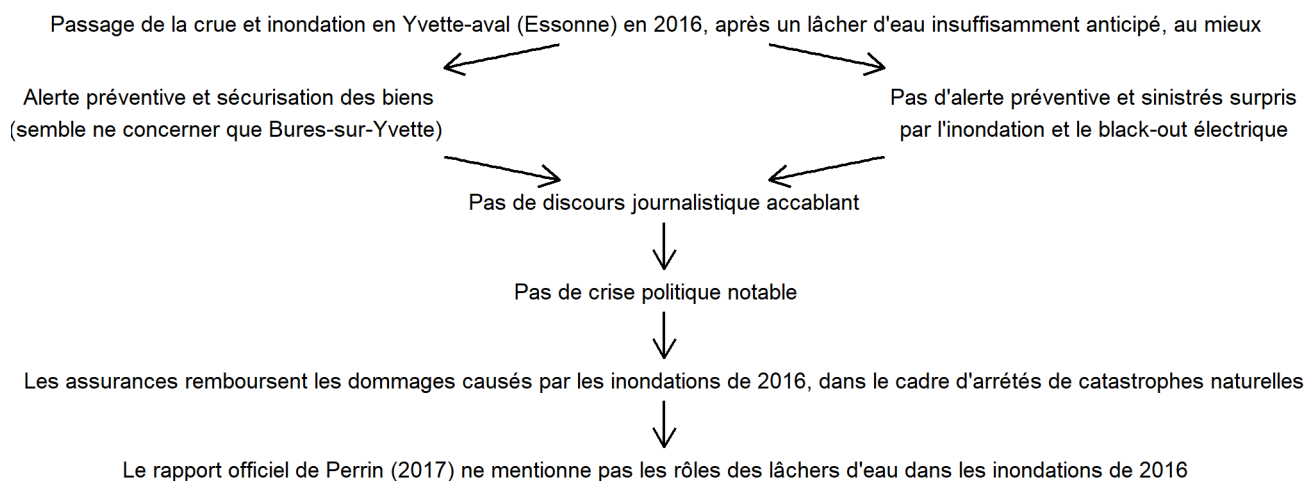 Passage de la crue et inondation en Yvette-aval (Essonne) en 2016, après un lâcher d'eau insuffisamment anticipé, au mieux
Alerte préventive et sécurisation des biens
(semble ne concerner que Bures-sur-Yvette)
Pas d'alerte préventive et sinistrés surpris
par l'inondation et le black-out électrique
Pas de discours journalistique accablant
Pas de crise politique notable
Les assurances remboursent les dommages causés par les inondations de 2016, dans le cadre d'arrétés de catastrophes naturelles
Le rapport officiel de Perrin (2017) ne mentionne pas les rôles des lâchers d'eau dans les inondations de 2016